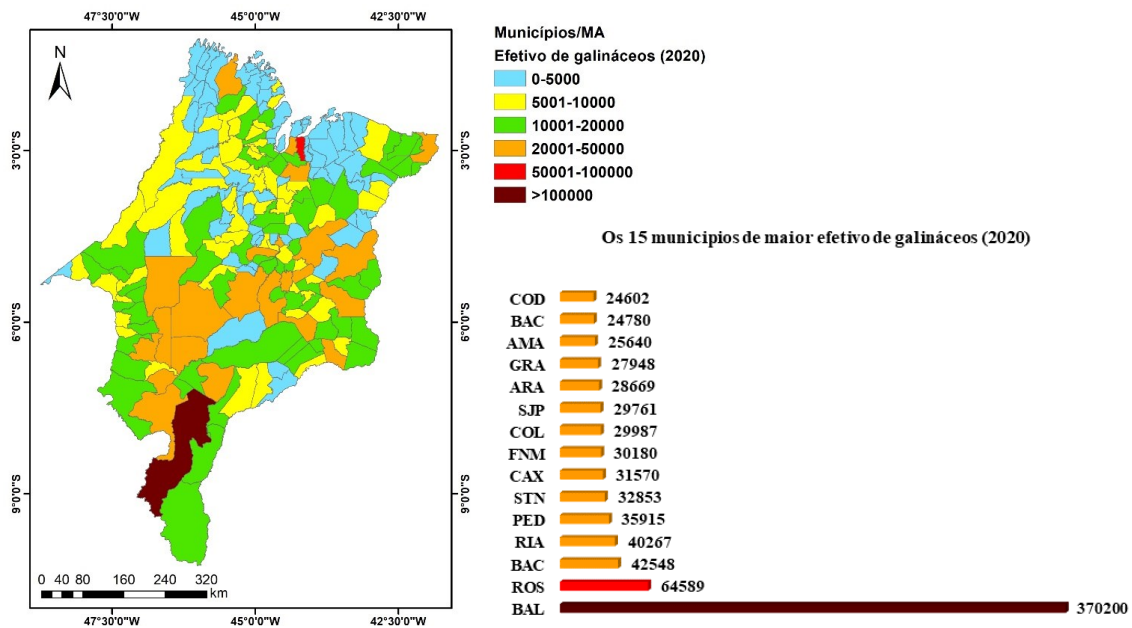 47°30'0"W 45°0'0"W 42°30'0"W
N
3°0'0"S
6°0'0"S
9°0'0"S
3°0'0"S
6°0'0"S
9°0'0"S
0 40 80 160 240 320
km
47°30'0"W 45°0'0"W 42°30'0"W
Municípios/MA
Efetivo de galináceos (2020)
0-5000
5001-10000
10001-20000
20001-50000
50001-100000
>100000
Os 15 municipios de maior efetivo de galináceos (2020)
COD 24602
BAC 24780
AMA 25640
GRA 27948
ARA 28669
SJP 29761
COL 29987
FNM 30180
CAX 31570
STN 32853
PED 35915
RIA 40267
BAC 42548
ROS 64589
BAL 370200